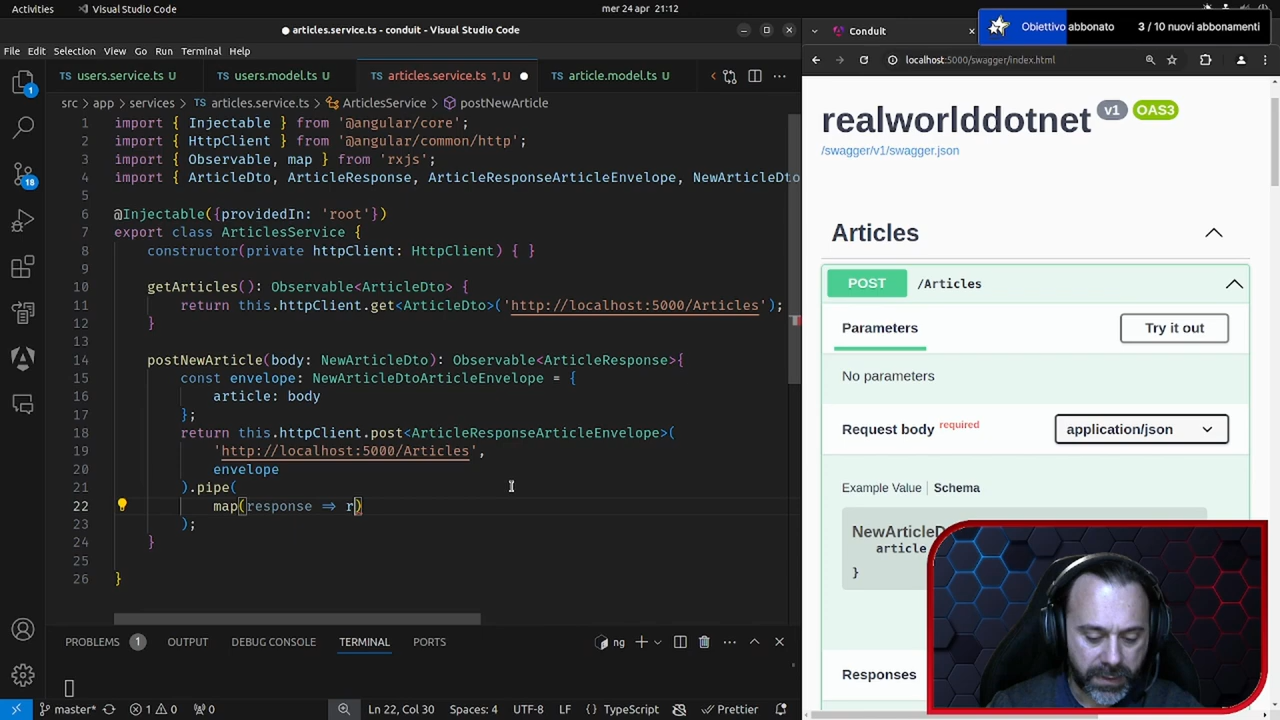 Activities
Visual Studio Code
mer 24 apr 21:12
articles.service.ts - conduit - Visual Studio Code
File Edit Selection View Go Run Terminal Help
TS users.service.ts U
TS users.model.ts U
TS articles.service.ts 1, U
TS article.model.ts U
src > app > services > TS articles.service.ts > ArticlesService > postNewArticle
1 import { Injectable } from '@angular/core';
2 import { HttpClient } from '@angular/common/http';
3 import { Observable, map } from 'rxjs';
4 import { ArticleDto, ArticleResponse, ArticleResponseArticleEnvelope, NewArticleDto
5
6 @Injectable({providedIn: 'root'})
7 export class ArticlesService {
8 constructor(private httpClient: HttpClient) { }
9
10 getArticles(): Observable<ArticleDto> {
11 return this.httpClient.get<ArticleDto>('http://localhost:5000/Articles');
12 }
13
14 postNewArticle(body: NewArticleDto): Observable<ArticleResponse>{
15 const envelope: NewArticleDtoArticleEnvelope = {
16 article: body
17 };
18 return this.httpClient.post<ArticleResponseArticleEnvelope>(
19 'http://localhost:5000/Articles',
20 envelope
21 ).pipe(
22 map(response => r)
23 );
24 }
25
26 }
1
18
PROBLEMS 1 OUTPUT DEBUG CONSOLE TERMINAL PORTS
ng
master* 1 0 0 Ln 22, Col 30 Spaces: 4 UTF-8 LF {} TypeScript Prettier
Conduit
Obiettivo abbonato 3 / 10 nuovi abbonamenti
localhost:5000/swagger/index.html
realworlddotnet v1 OAS3
/swagger/v1/swagger.json
Articles
POST /Articles
Parameters
Try it out
No parameters
Request body required
application/json
Example Value | Schema
article
}
Responses